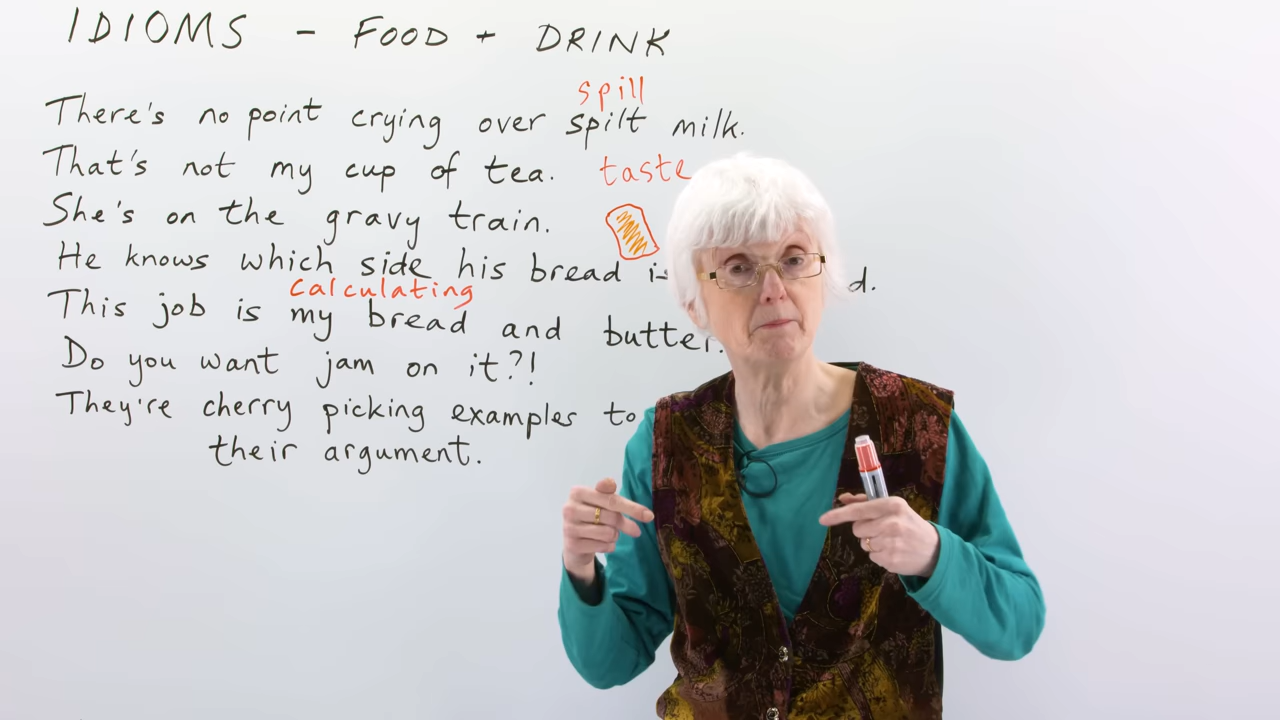 IDIOMS - FOOD + DRINK
spill
There's no point crying over spilt milk.
That's not my cup of tea. taste
She's on the gravy train.
He knows which side his bread is d.
calculating
This job is my bread and butter.
Do you want jam on it?!
They're cherry picking examples to
their argument.